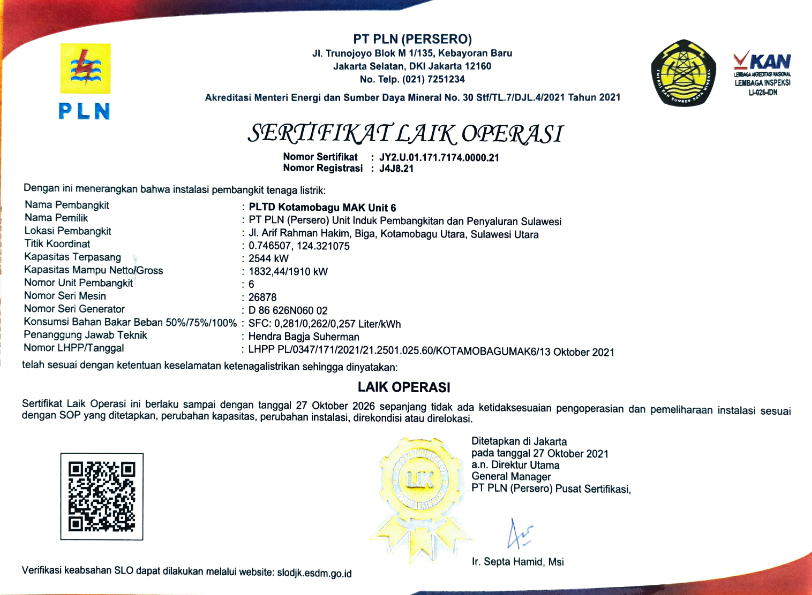 PT PLN (PERSERO)
Jl. Trunojoyo Blok M 1/135, Kebayoran Baru
Jakarta Selatan, DKI Jakarta 12160
No. Telp. (021) 7251234
Akreditasi Menteri Energi dan Sumber Daya Mineral No. 30 Stf/TL.7/DJL.4/2021 Tahun 2021
PLN
KAN
LEMBAGA AKREDITASI NASIONAL
LEMBAGA INSPEKSI
LI-026-IDN
SERTIFIKAT LAIK OPERASI
Nomor Sertifikat : JY2.U.01.171.7174.0000.21
Nomor Registrasi : J4J8.21
Dengan ini menerangkan bahwa instalasi pembangkit tenaga listrik:
Nama Pembangkit : PLTD Kotamobagu MAK Unit 6
Nama Pemilik : PT PLN (Persero) Unit Induk Pembangkitan dan Penyaluran Sulawesi
Lokasi Pembangkit : Jl. Arif Rahman Hakim, Biga, Kotamobagu Utara, Sulawesi Utara
Titik Koordinat : 0.746507, 124.321075
Kapasitas Terpasang : 2544 kW
Kapasitas Mampu Netto/Gross : 1832,44/1910 kW
Nomor Unit Pembangkit : 6
Nomor Seri Mesin : 26878
Nomor Seri Generator : D 86 626N060 02
Konsumsi Bahan Bakar Beban 50%/75%/100% : SFC: 0,281/0,262/0,257 Liter/kWh
Penanggung Jawab Teknik : Hendra Bagja Suherman
Nomor LHPP/Tanggal : LHPP PL/0347/171/2021/21.2501.025.60/KOTAMOBAGUMAK6/13 Oktober 2021
telah sesuai dengan ketentuan keselamatan ketenagalistrikan sehingga dinyatakan:
LAIK OPERASI
Sertifikat Laik Operasi ini berlaku sampai dengan tanggal 27 Oktober 2026 sepanjang tidak ada ketidaksesuaian pengoperasian dan pemeliharaan instalasi sesuai
dengan SOP yang ditetapkan, perubahan kapasitas, perubahan instalasi, direkondisi atau direlokasi.
Ditetapkan di Jakarta
pada tanggal 27 Oktober 2021
a.n. Direktur Utama
General Manager
PT PLN (Persero) Pusat Sertifikasi,
Ir. Septa Hamid, Msi
Verifikasi keabsahan SLO dapat dilakukan melalui website: slodjk.esdm.go.id